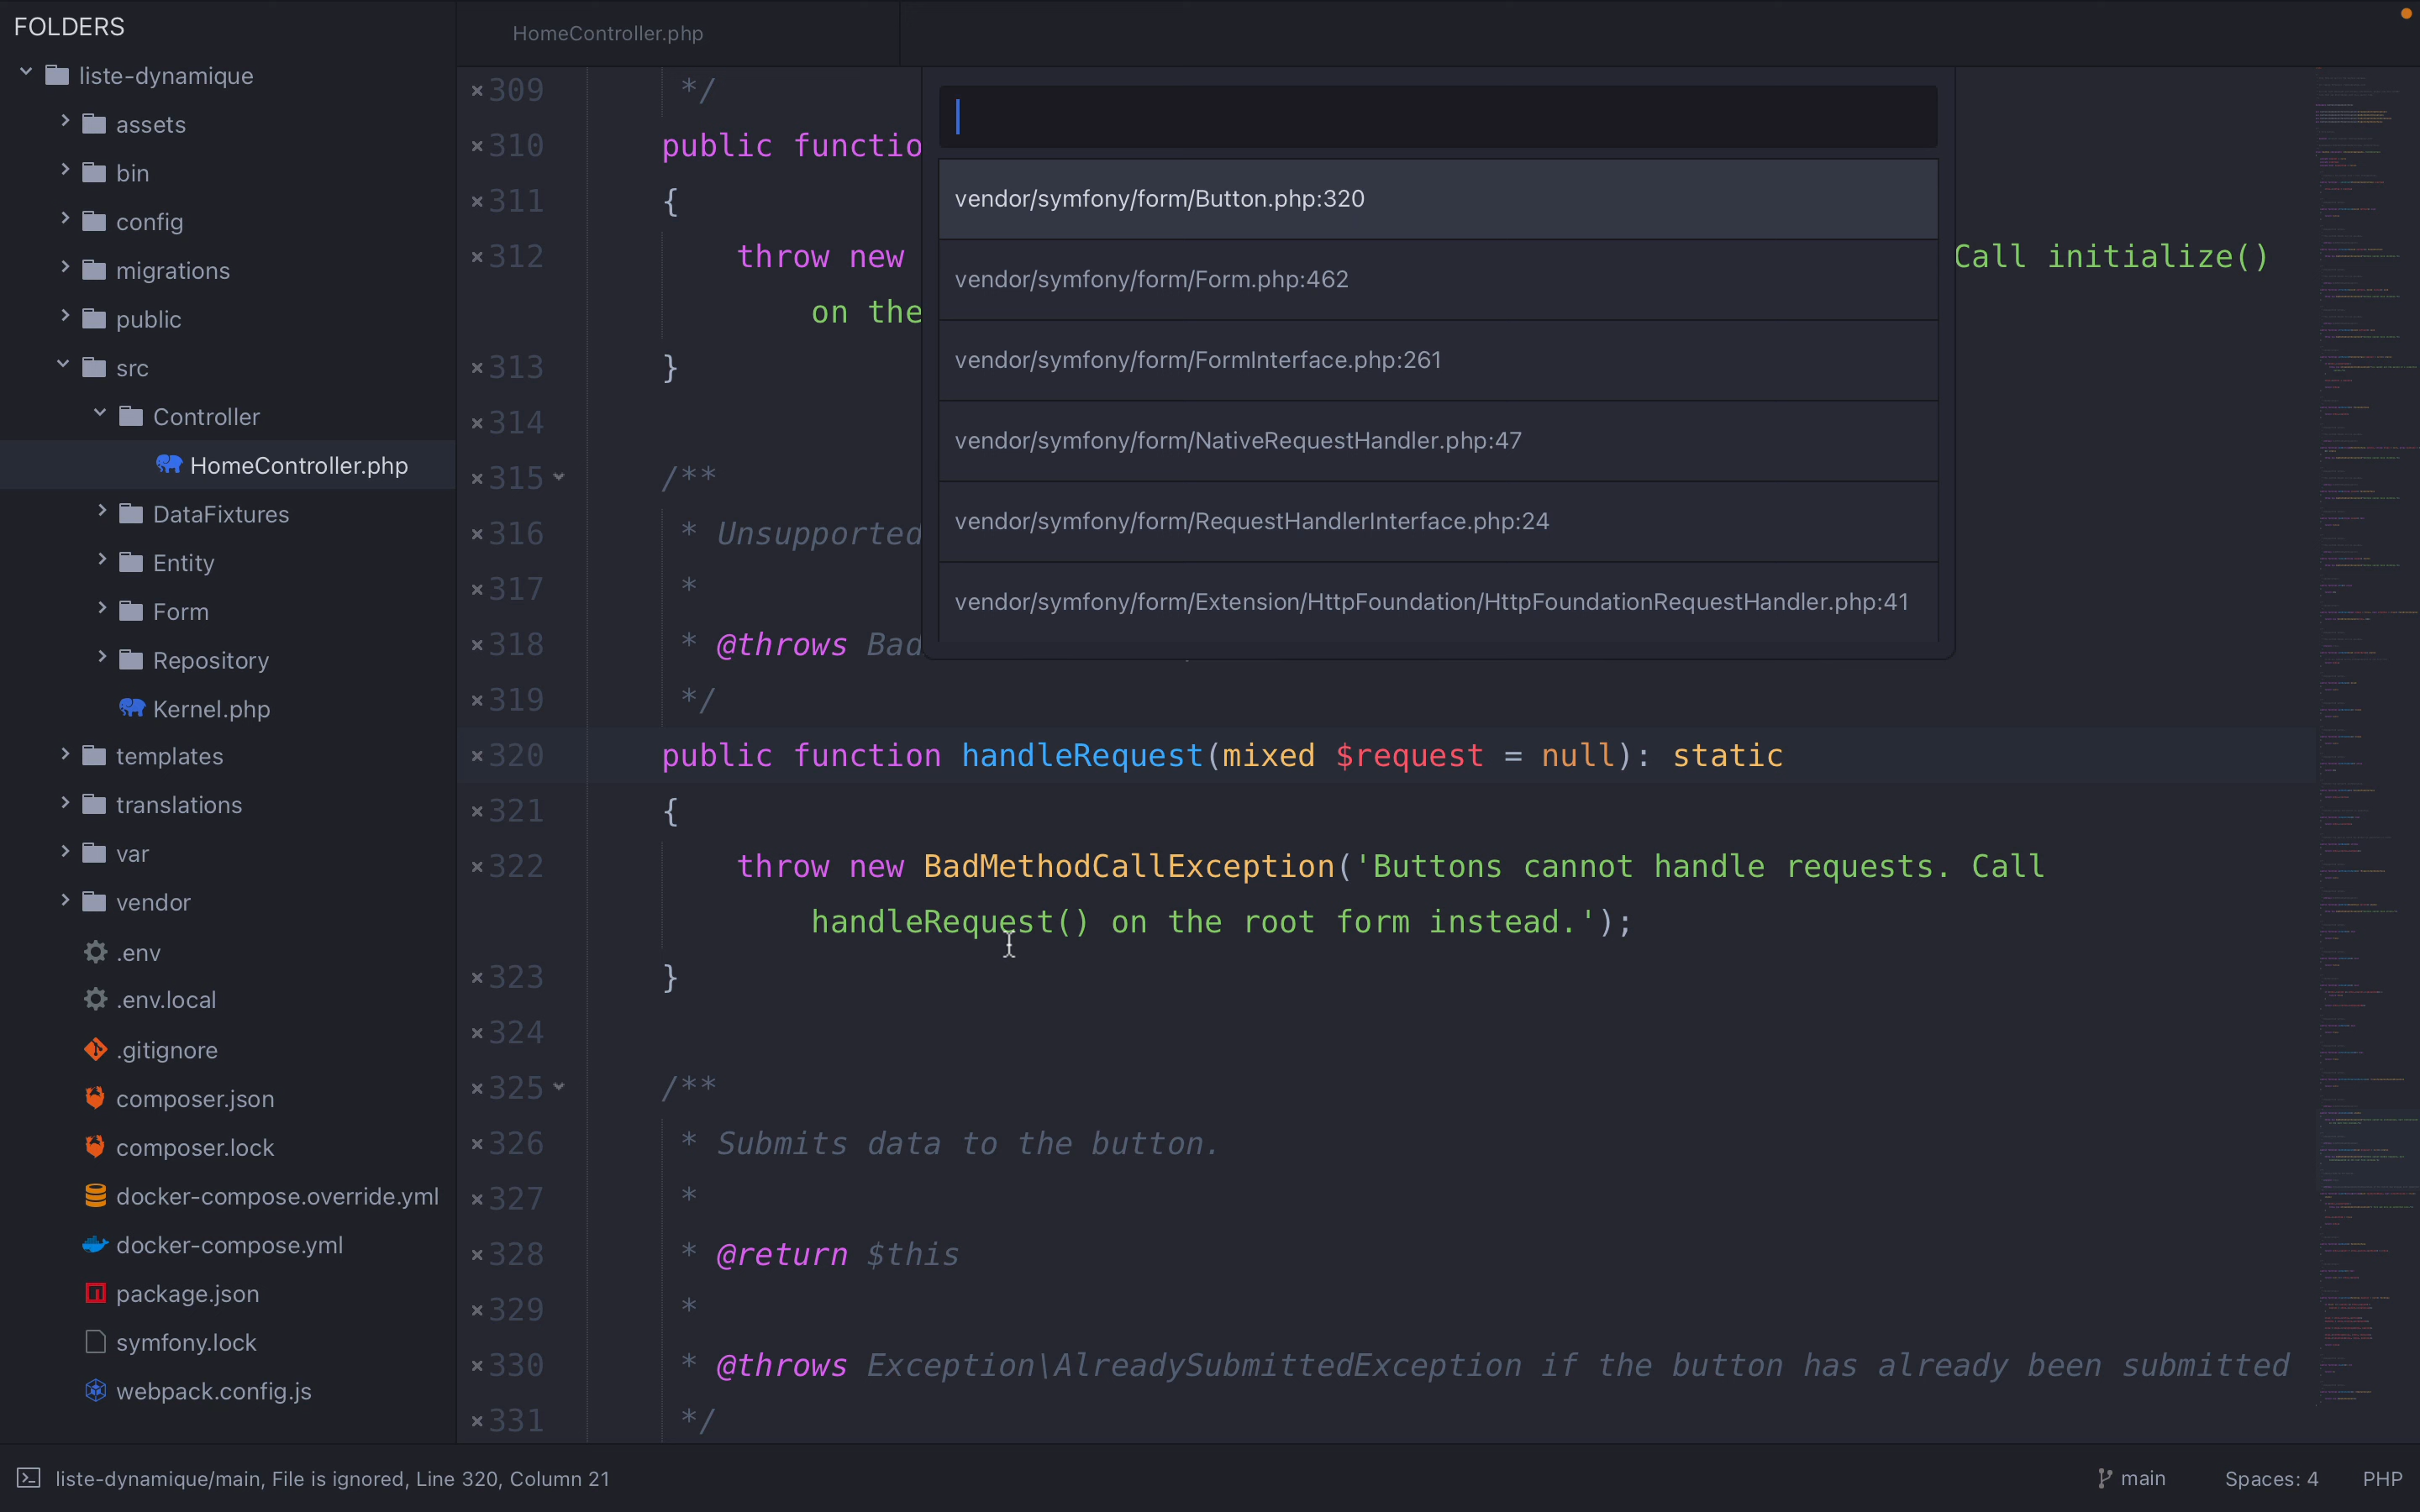 FOLDERS
liste-dynamique
assets
bin
config
migrations
public
src
Controller
HomeController.php
DataFixtures
Entity
Form
Repository
Kernel.php
templates
translations
var
vendor
.env
.env.local
.gitignore
composer.json
composer.lock
docker-compose.override.yml
docker-compose.yml
package.json
symfony.lock
webpack.config.js
HomeController.php
vendor/symfony/form/Button.php:320
vendor/symfony/form/Form.php:462
vendor/symfony/form/FormInterface.php:261
vendor/symfony/form/NativeRequestHandler.php:47
vendor/symfony/form/RequestHandlerInterface.php:24
vendor/symfony/form/Extension/HttpFoundation/HttpFoundationRequestHandler.php:41
309 */
310 public functio
311 {
312 throw new Call initialize()
on the
313 }
314
315 /**
316 * Unsupported
317 *
318 * @throws Bad
319 */
320 public function handleRequest(mixed $request = null): static
321 {
322 throw new BadMethodCallException('Buttons cannot handle requests. Call
handleRequest() on the root form instead.');
323 }
324
325 /**
326 * Submits data to the button.
327 *
328 * @return $this
329 *
330 * @throws Exception\AlreadySubmittedException if the button has already been submitted
331 */
liste-dynamique/main, File is ignored, Line 320, Column 21
main
Spaces: 4
PHP